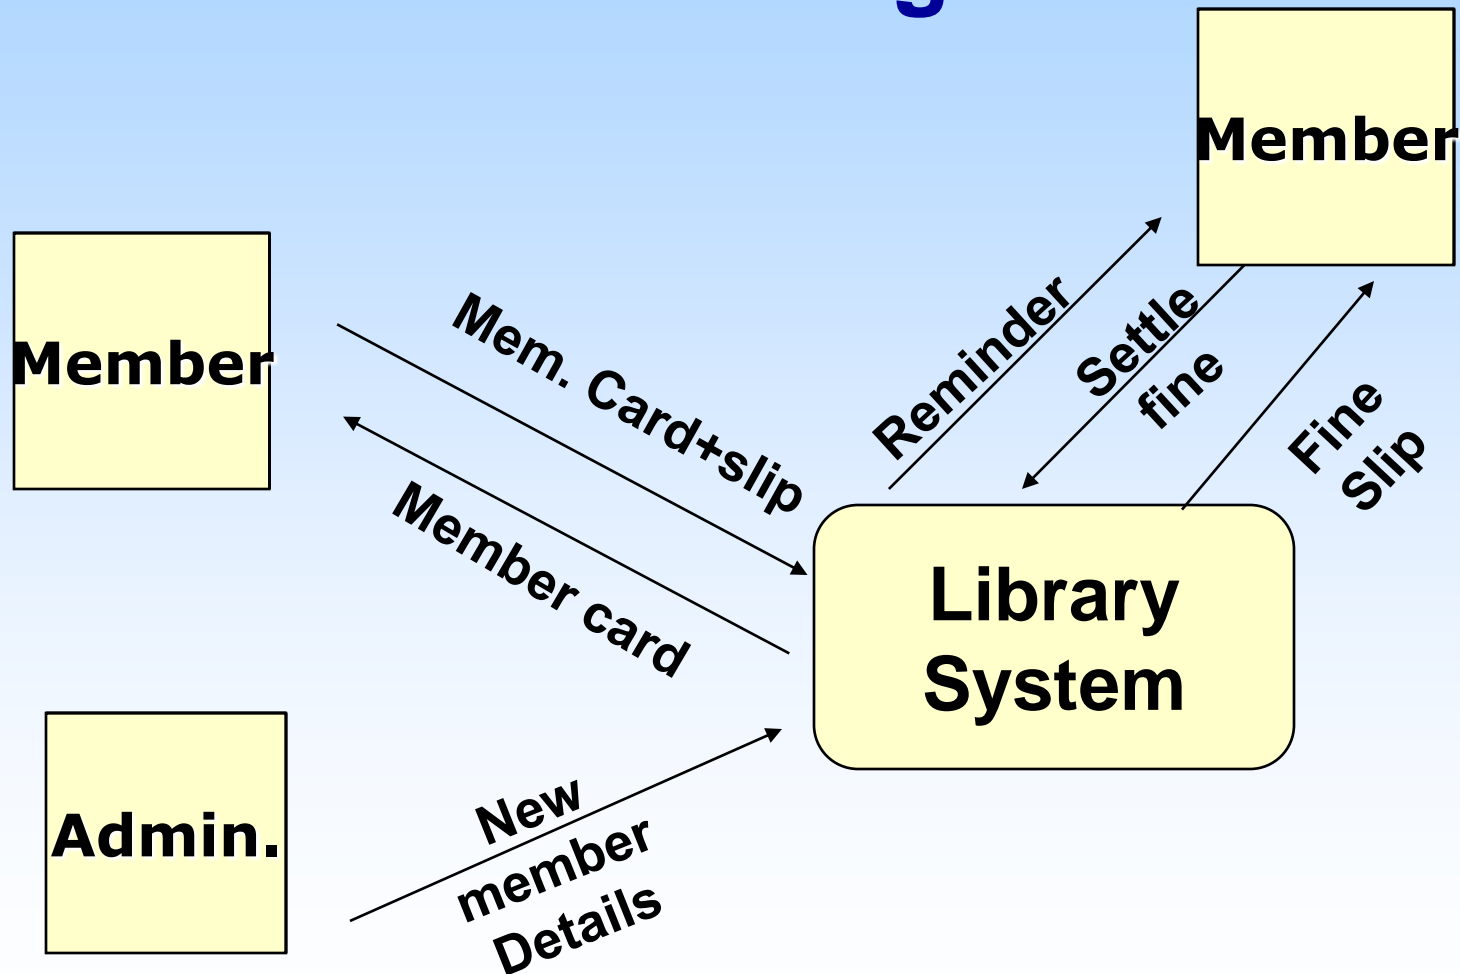 Member
Member
Mem. Card+slip
Reminder
Settle
fine
Fine
Slip
Member card
Library
System
Admin.
New
member
Details